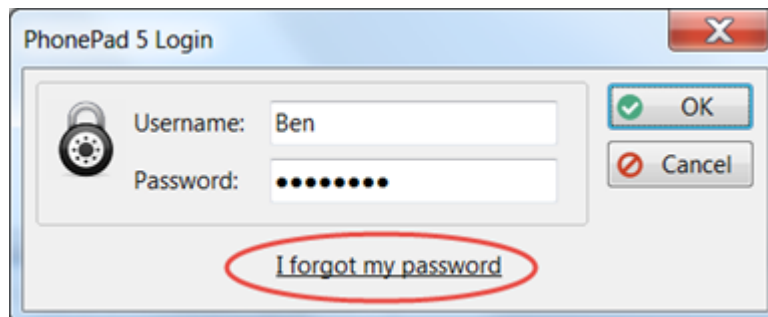 PhonePad 5 Login
Username: Ben
OK
Password: ••••••••
Cancel
I forgot my password